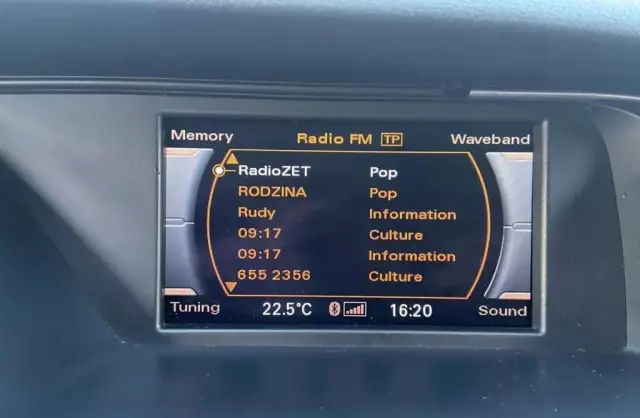 Memory Radio FM TP Waveband
RadioZET Pop
RODZINA Pop
Rudy Information
09:17 Culture
09:17 Information
655 2356 Culture
Tuning 22.5°C 16:20 Sound